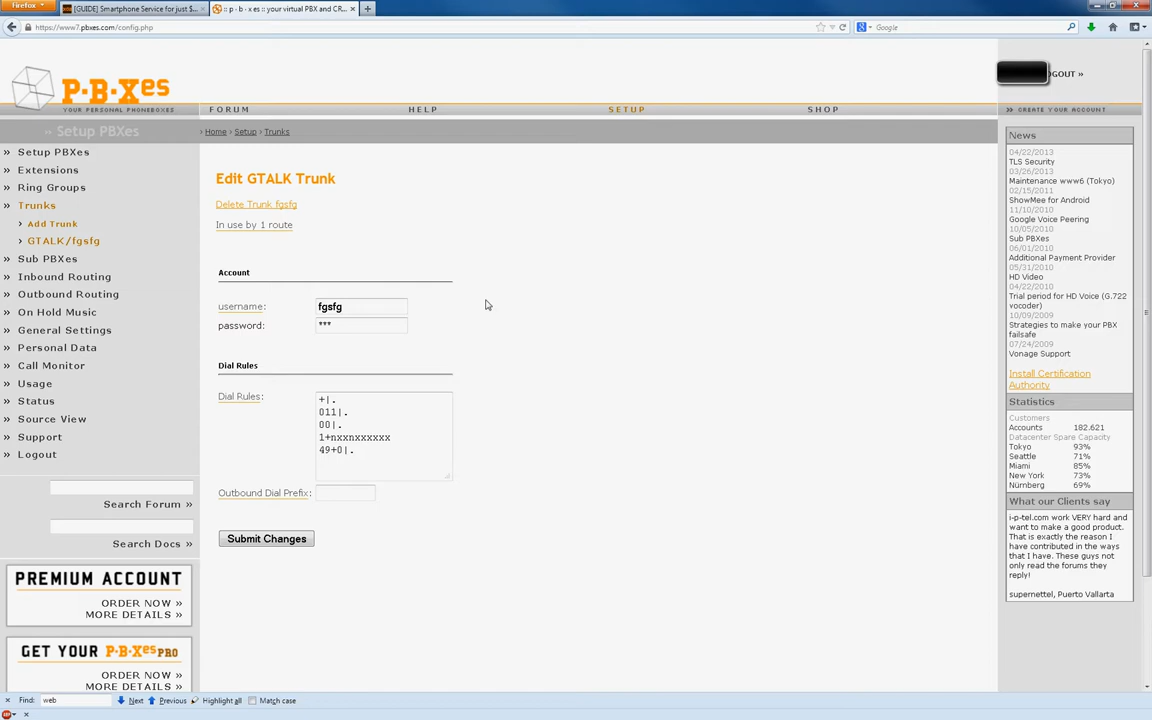 Firefox
[GUIDE] Smartphone Service for just $...
:: p - b - x es :: your virtual PBX and CR...
https://www7.pbxes.com/config.php
Google
P·B·Xes
YOUR PERSONAL PHONEBOXES
OGOUT »
FORUM
HELP
SETUP
SHOP
» CREATE YOUR ACCOUNT
» Setup PBXes
» Home › Setup › Trunks
» Setup PBXes
» Extensions
» Ring Groups
» Trunks
› Add Trunk
› GTALK/fgsfg
» Sub PBXes
» Inbound Routing
» Outbound Routing
» On Hold Music
» General Settings
» Personal Data
» Call Monitor
» Usage
» Status
» Source View
» Support
» Logout
Search Forum »
Search Docs »
PREMIUM ACCOUNT
ORDER NOW »
MORE DETAILS »
GET YOUR P·B·Xes PRO
ORDER NOW »
MORE DETAILS »
Edit GTALK Trunk
Delete Trunk fgsfg
In use by 1 route
Account
username: fgsfg
password: ***
Dial Rules
Dial Rules:
+|.
011|.
00|.
1+nxxnxxxxxx
49+0|.
Outbound Dial Prefix:
Submit Changes
News
04/22/2013
TLS Security
03/26/2013
Maintenance www6 (Tokyo)
02/15/2011
ShowMee for Android
11/10/2010
Google Voice Peering
10/05/2010
Sub PBXes
06/01/2010
Additional Payment Provider
05/31/2010
HD Video
04/22/2010
Trial period for HD Voice (G.722
vocoder)
10/09/2009
Strategies to make your PBX
failsafe
07/24/2009
Vonage Support
Install Certification
Authority
Statistics
Customers
Accounts 182.621
Datacenter Spare Capacity
Tokyo 93%
Seattle 71%
Miami 85%
New York 73%
Nürnberg 69%
What our Clients say
i-p-tel.com work VERY hard and
want to make a good product.
That is exactly the reason I
have contributed in the ways
that I have. These guys not
only read the forums they
reply!
supernettel, Puerto Vallarta
Find: web
Next
Previous
Highlight all
Match case